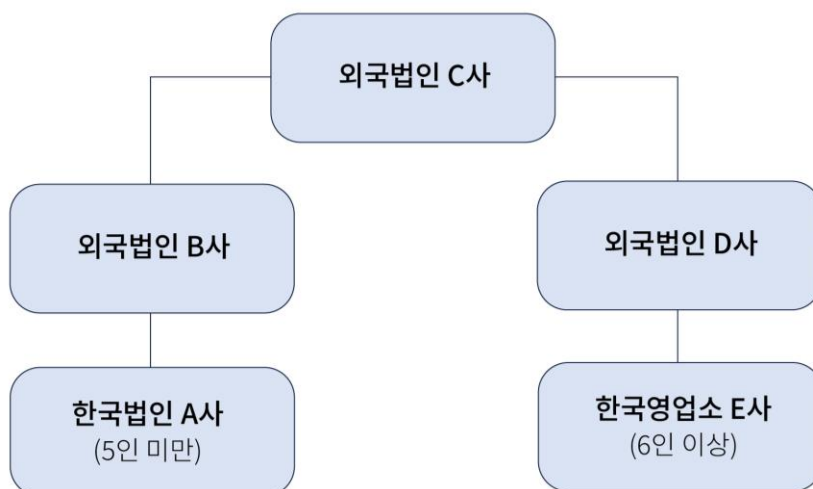 외국법인 C사
외국법인 B사
외국법인 D사
한국법인 A사
(5인 미만)
한국영업소 E사
(6인 이상)